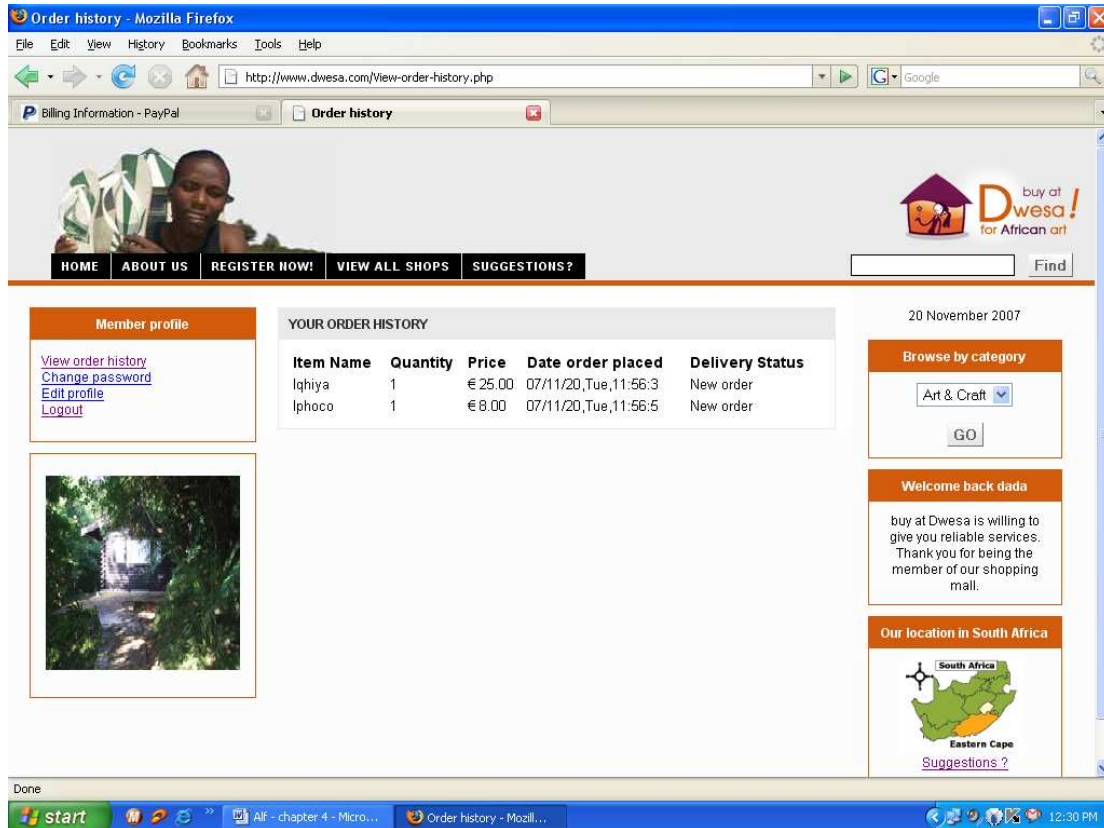 Order history - Mozilla Firefox
File Edit View History Bookmarks Tools Help
http://www.dwesa.com/View-order-history.php
G Google
P Billing Information - PayPal
Order history
buy at
Dwesa!
for African art
HOME ABOUT US REGISTER NOW! VIEW ALL SHOPS SUGGESTIONS?
Find
Member profile
View order history
Change password
Edit profile
Logout
YOUR ORDER HISTORY
Item Name Quantity Price Date order placed Delivery Status
Iqhiya 1 € 25.00 07/11/20,Tue,11:56:3 New order
Iphoco 1 € 8.00 07/11/20,Tue,11:56:5 New order
20 November 2007
Browse by category
Art & Craft
GO
Welcome back dada
buy at Dwesa is willing to
give you reliable services.
Thank you for being the
member of our shopping
mall.
Our location in South Africa
South Africa
Eastern Cape
Suggestions ?
Done
start
Alf - chapter 4 - Micro...
Order history - Mozill...
12:30 PM